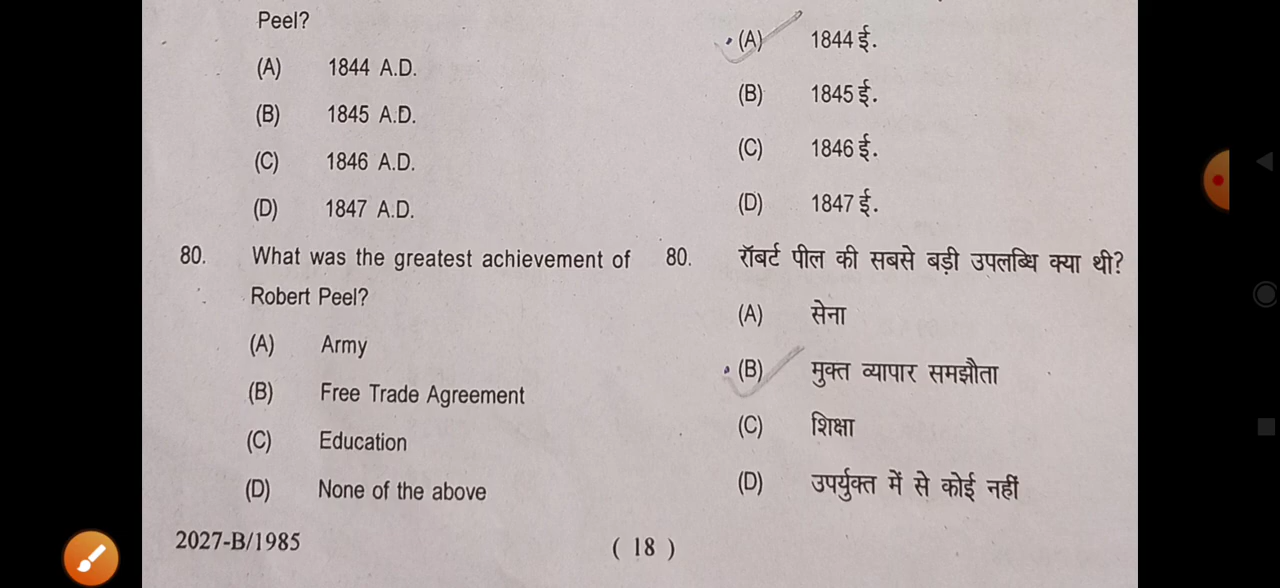 Peel?
(A) 1844 A.D.
(B) 1845 A.D.
(C) 1846 A.D.
(D) 1847 A.D.
80. What was the greatest achievement of
Robert Peel?
(A) Army
(B) Free Trade Agreement
(C) Education
(D) None of the above
(A) 1844 ई.
(B) 1845 ई.
(C) 1846 ई.
(D) 1847 ई.
80. रॉबर्ट पील की सबसे बड़ी उपलब्धि क्या थी?
(A) सेना
(B) मुक्त व्यापार समझौता
(C) शिक्षा
(D) उपर्युक्त में से कोई नहीं
2027-B/1985
( 18 )